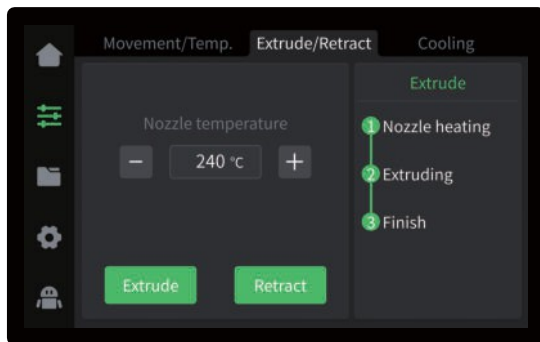 Movement/Temp. Extrude/Retract Cooling
Nozzle temperature
− 240 °C +
Extrude Retract
Extrude
1 Nozzle heating
2 Extruding
3 Finish